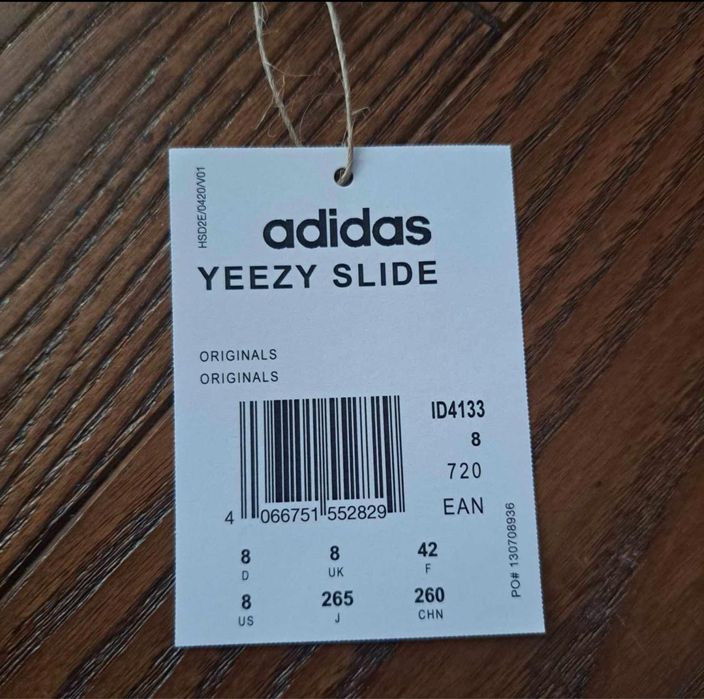 HSD2E/0420/V01
adidas
YEEZY SLIDE
ORIGINALS
ORIGINALS
ID4133
8
720
EAN
4 066751 552829
8 8 42
D UK F
8 265 260
US J CHN
PO# 130708936